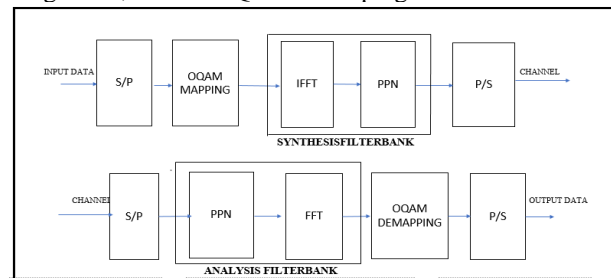 INPUT DATA
S/P
OQAM
MAPPING
IFFT
PPN
P/S
CHANNEL
SYNTHESISFILTERBANK
CHANNEL
S/P
PPN
FFT
OQAM
DEMAPPING
P/S
OUTPUT DATA
ANALYSIS FILTERBANK